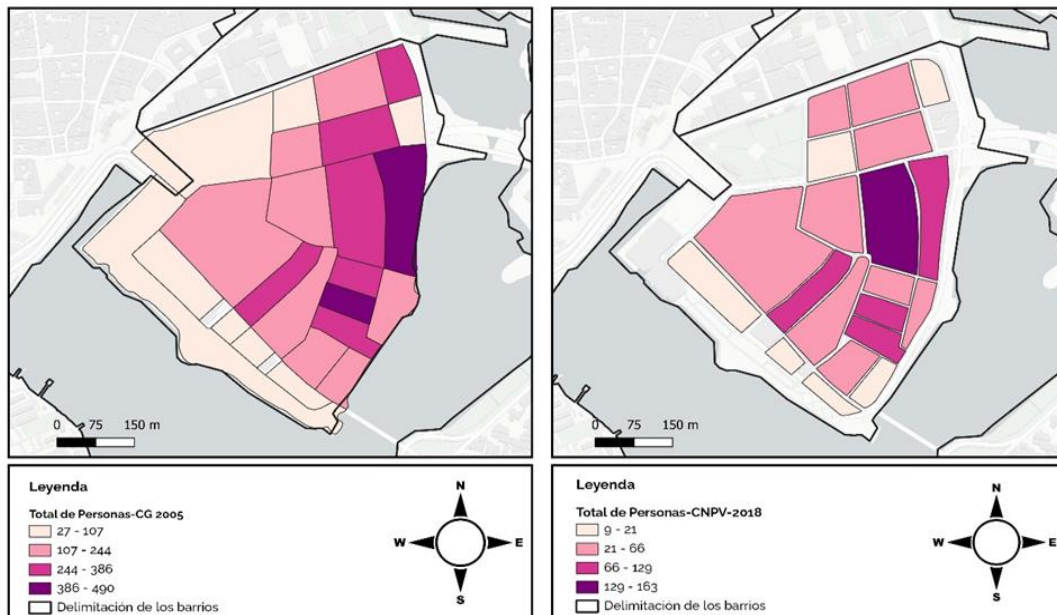 0 75 150 m
Leyenda
Total de Personas-CG 2005
27 - 107
107 - 244
244 - 386
386 - 490
Delimitación de los barrios
N
W E
S
0 75 150 m
Leyenda
Total de Personas-CNPV-2018
9 - 21
21 - 66
66 - 129
129 - 163
Delimitación de los barrios
N
W E
S